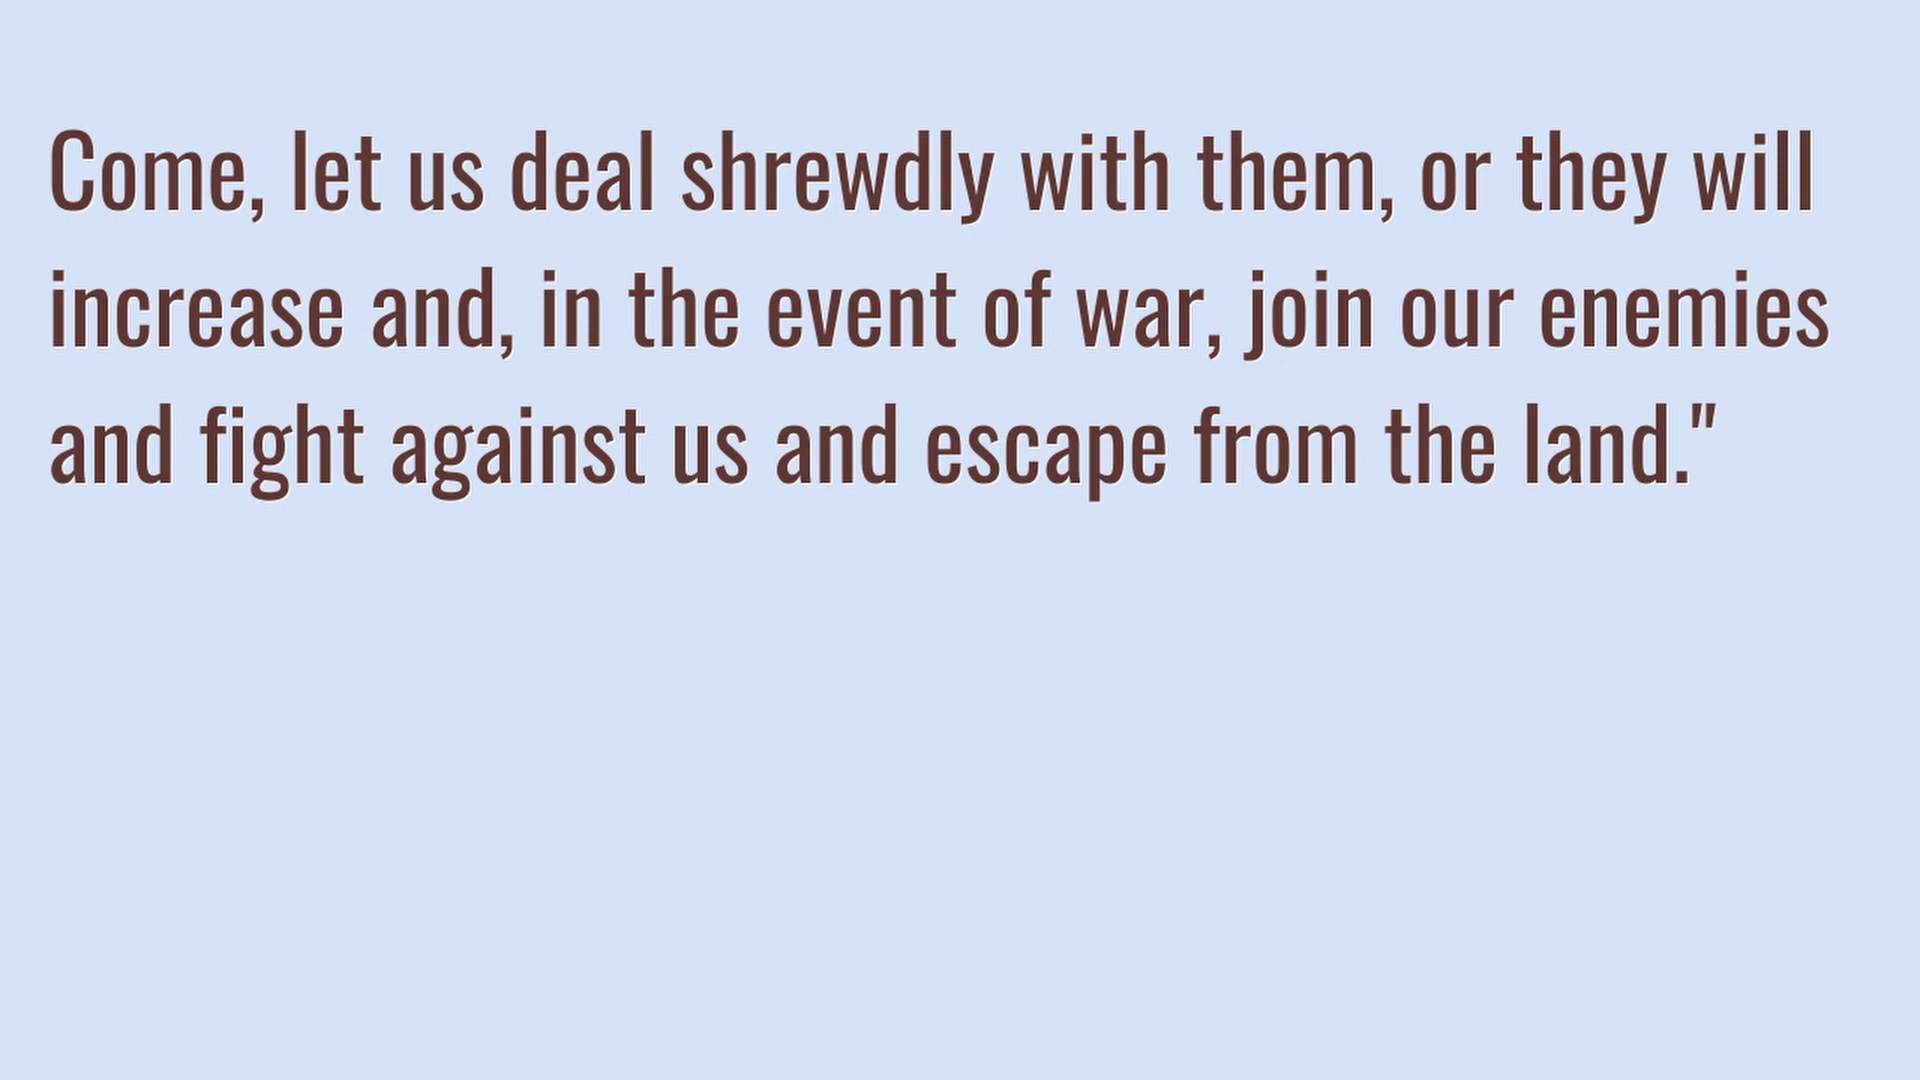 Come, let us deal shrewdly with them, or they will
increase and, in the event of war, join our enemies
and fight against us and escape from the land."